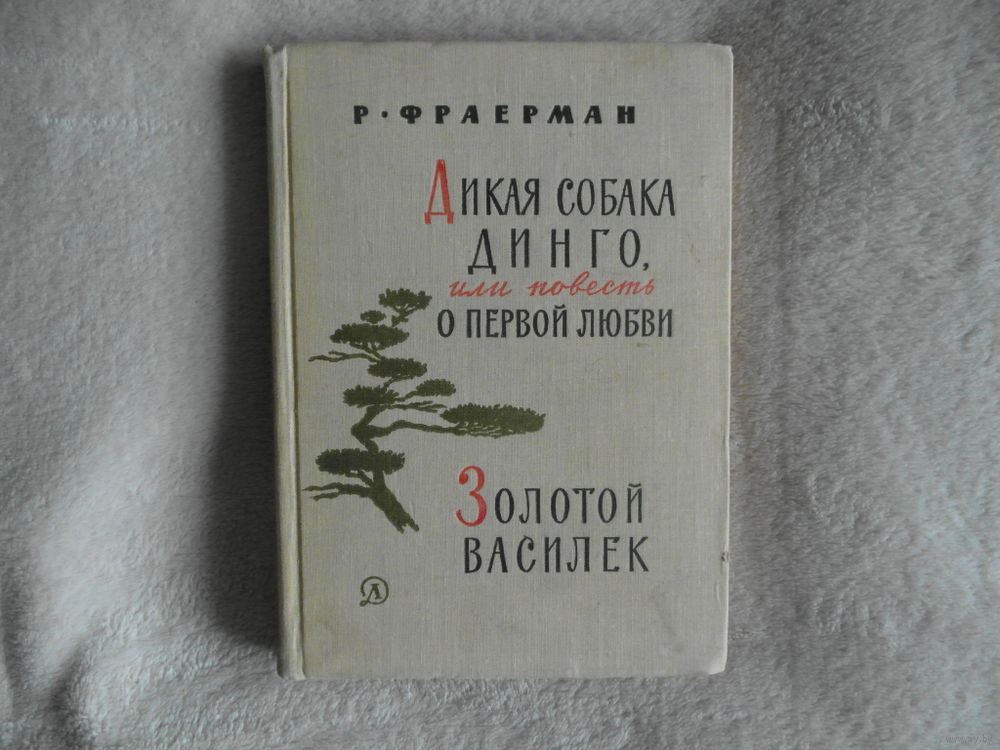 Р·ФРАЕРМАН
ДИКАЯ СОБАКА
ДИНГО,
или повесть
О ПЕРВОЙ ЛЮБВИ
ЗОЛОТОЙ
ВАСИЛЕК